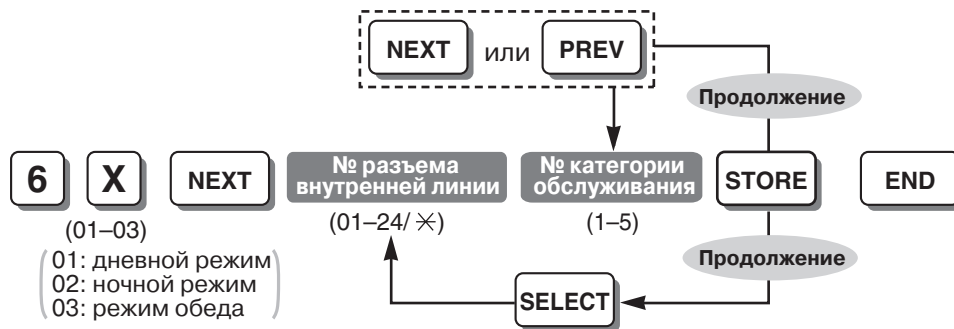 NEXT или PREV
Продолжение
6 X NEXT № разъема внутренней линии № категории обслуживания STORE END
(01–03) (01–24/ ✳) (1–5)
01: дневной режим
02: ночной режим
03: режим обеда
Продолжение
SELECT